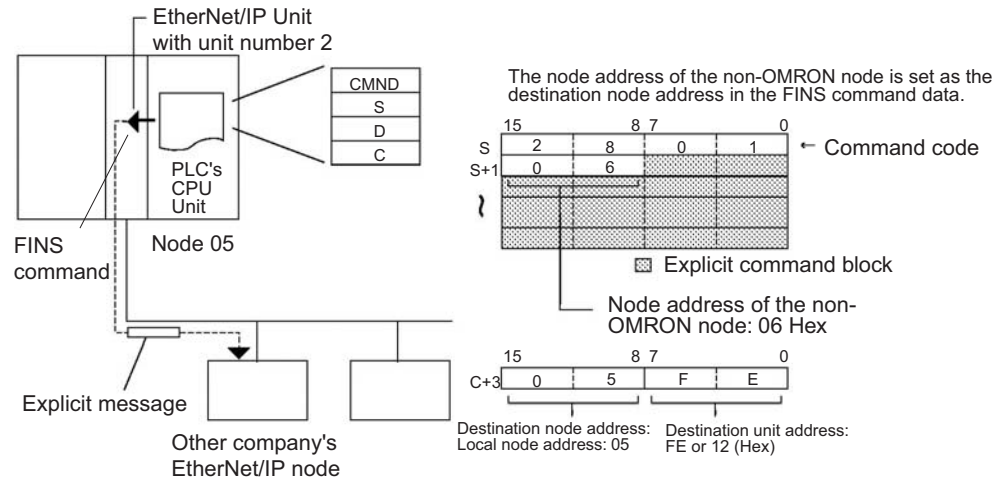 EtherNet/IP Unit
with unit number 2
CMND
S
D
C
PLC's
CPU
Unit
FINS
command
Node 05
Explicit message
Other company's
EtherNet/IP node
The node address of the non-OMRON node is set as the
destination node address in the FINS command data.
15 8 7 0
S 2 8 0 1 ← Command code
S+1 0 6
~
Explicit command block
Node address of the non-
OMRON node: 06 Hex
15 8 7 0
C+3 0 5 F E
Destination node address:
Local node address: 05
Destination unit address:
FE or 12 (Hex)